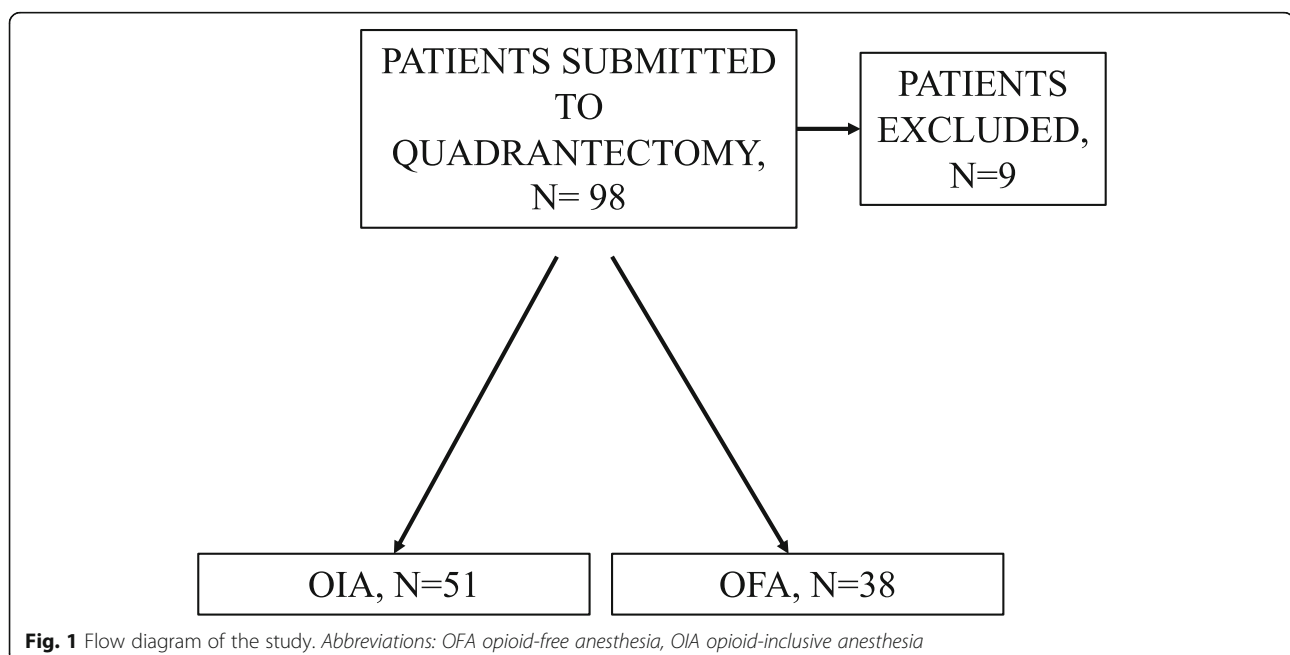 PATIENTS SUBMITTED
TO
QUADRANTECTOMY,
N= 98
PATIENTS
EXCLUDED,
N=9
OIA, N=51
OFA, N=38
Fig. 1 Flow diagram of the study. Abbreviations: OFA opioid-free anesthesia, OIA opioid-inclusive anesthesia